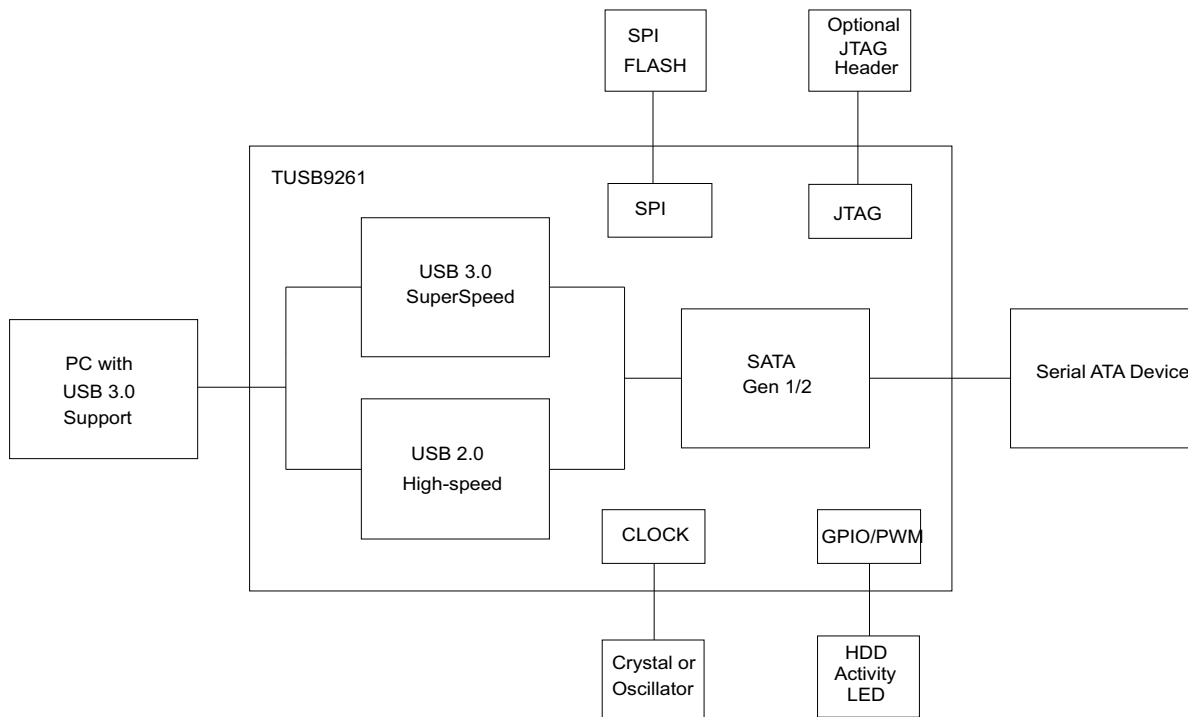 SPI
FLASH
Optional
JTAG
Header
TUSB9261
SPI
JTAG
USB 3.0
SuperSpeed
PC with
USB 3.0
Support
SATA
Gen 1/2
Serial ATA Device
USB 2.0
High-speed
CLOCK
GPIO/PWM
Crystal or
Oscillator
HDD
Activity
LED